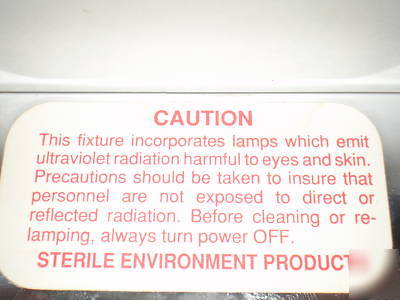 CAUTION
This fixture incorporates lamps which emit
ultraviolet radiation harmful to eyes and skin.
Precautions should be taken to insure that
personnel are not exposed to direct or
reflected radiation. Before cleaning or re-
lamping, always turn power OFF.
STERILE ENVIRONMENT PRODUCT